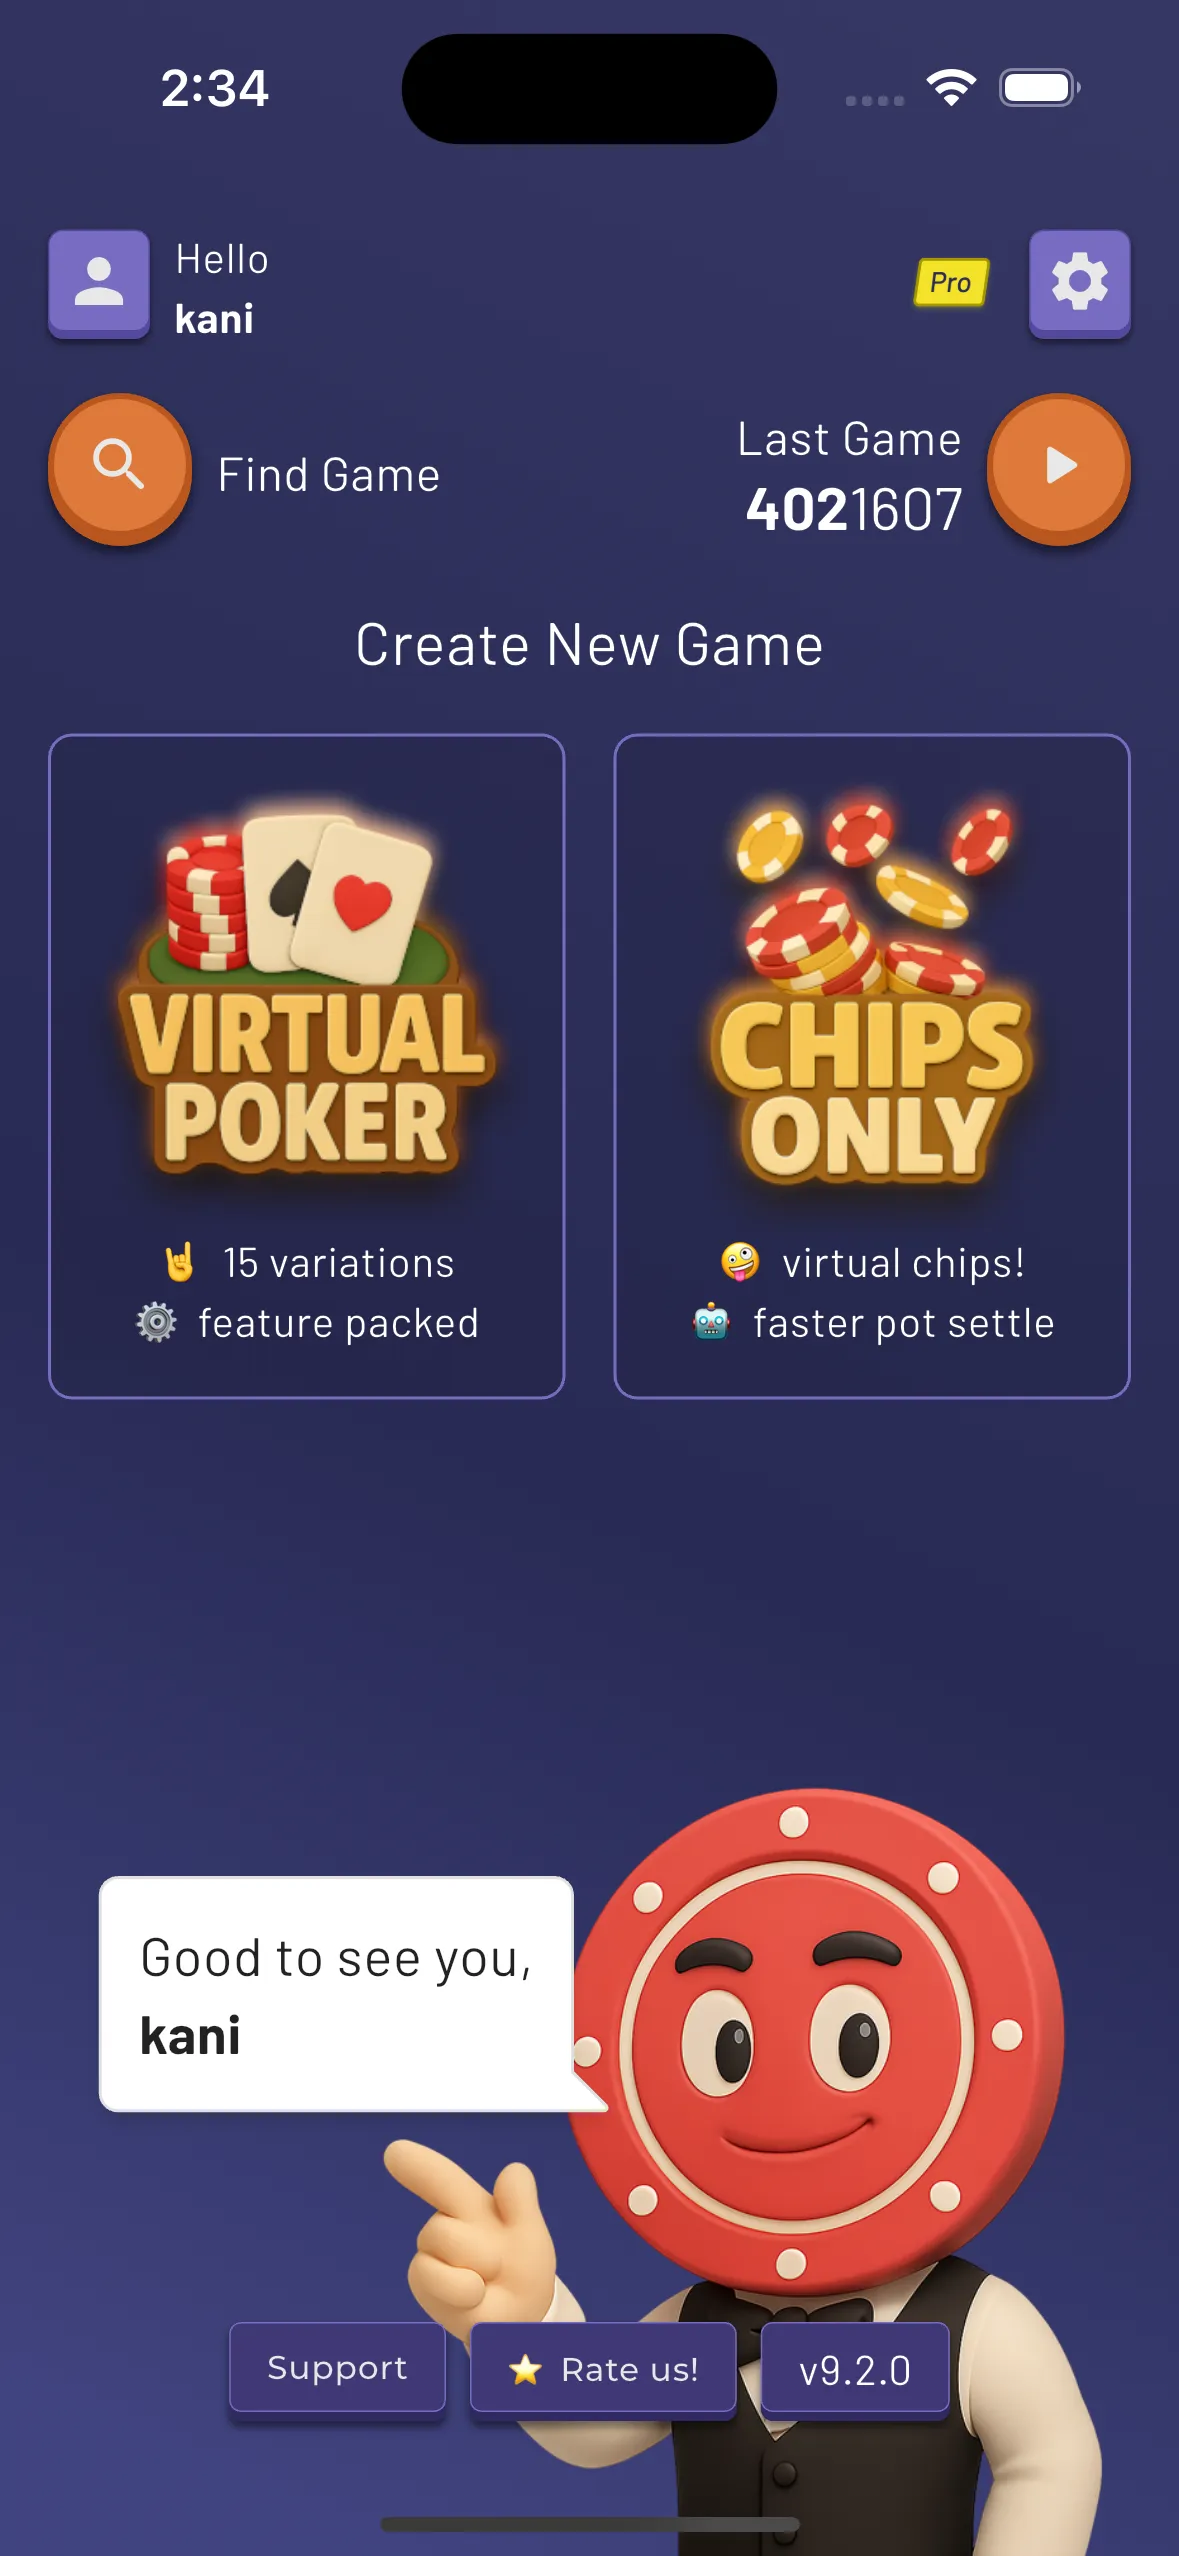 2:34
Hello
kani
Pro
Find Game
Last Game
4021607
Create New Game
VIRTUAL
POKER
🤘 15 variations
⚙️ feature packed
CHIPS
ONLY
🤪 virtual chips!
🤖 faster pot settle
Good to see you,
kani
Support
⭐ Rate us!
v9.2.0